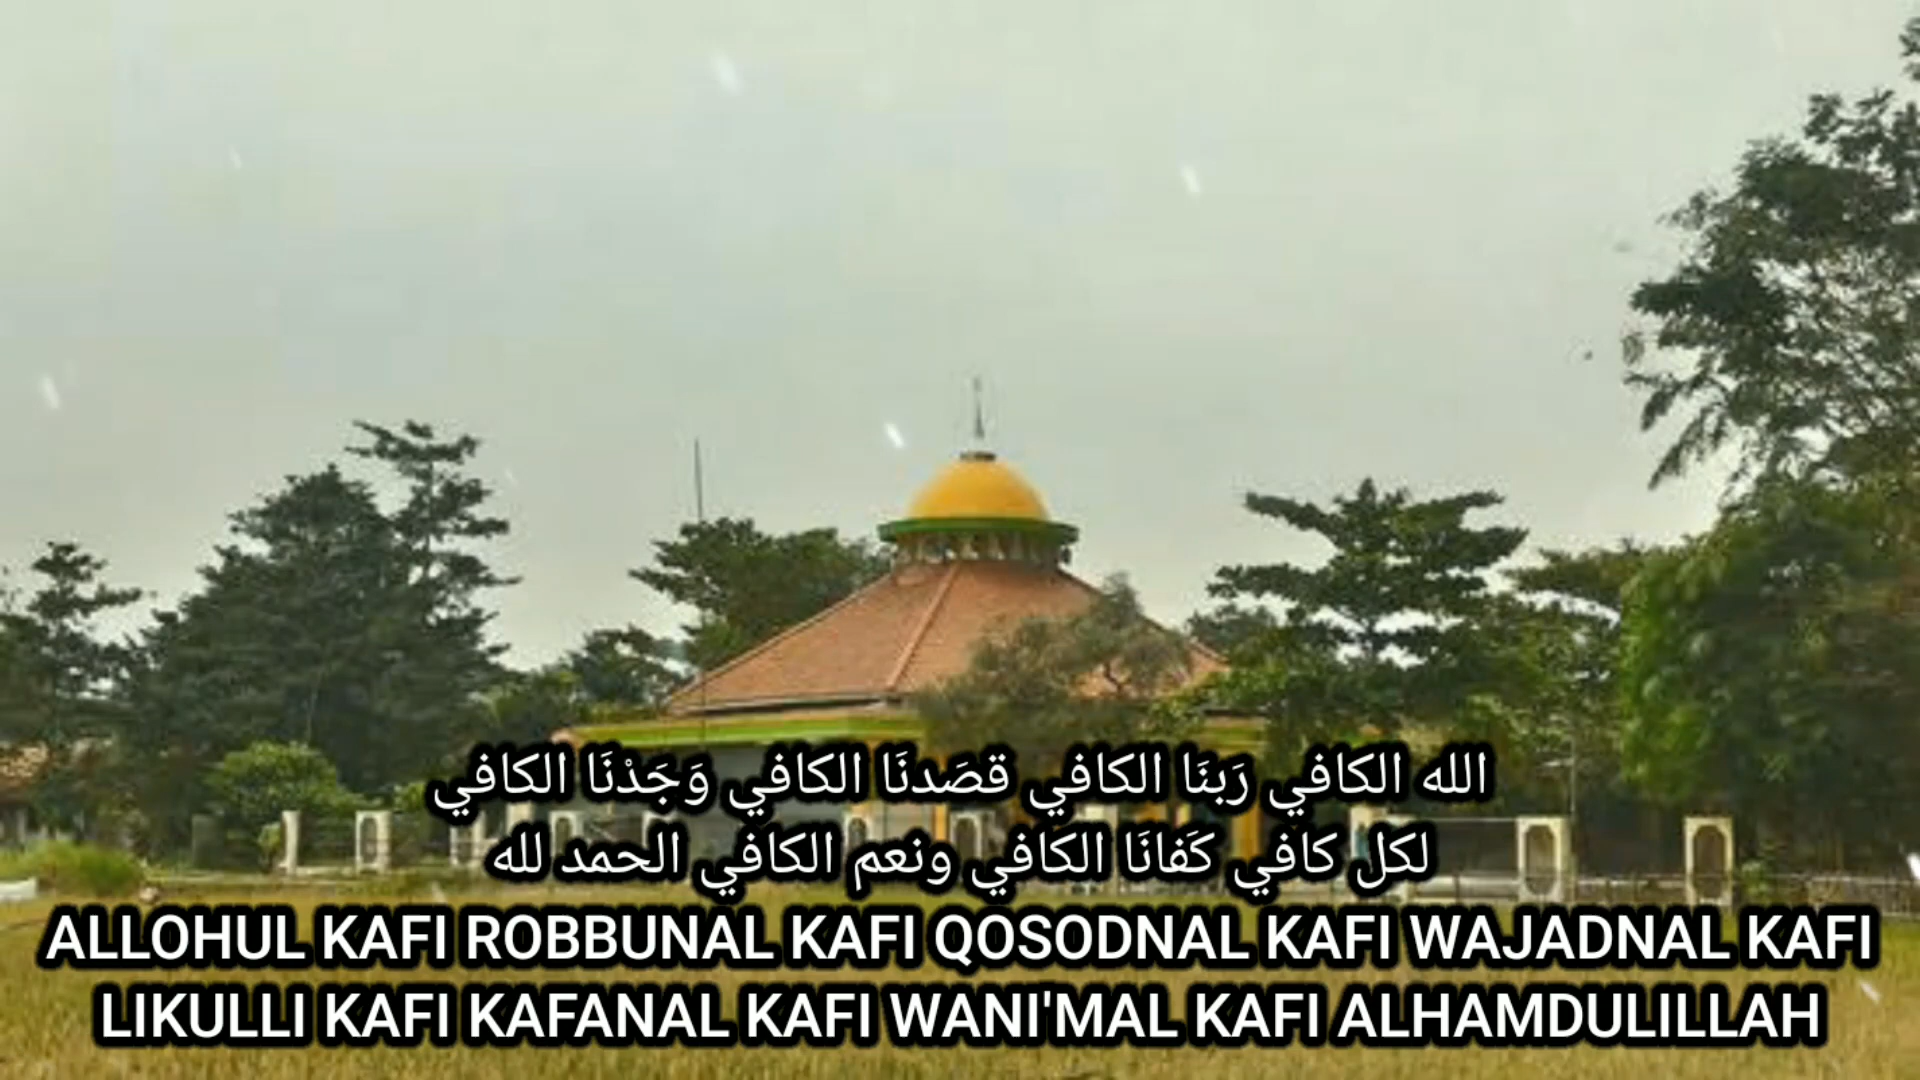 الله الكافي رَبنَا الكافي قصَدنَا الكافي وَجَدْنَا الكافي
لكل كافي كَفانَا الكافي ونعم الكافي الحمد لله
ALLOHUL KAFI ROBBUNAL KAFI QOSODNAL KAFI WAJADNAL KAFI
LIKULLI KAFI KAFANAL KAFI WANI'MAL KAFI ALHAMDULILLAH